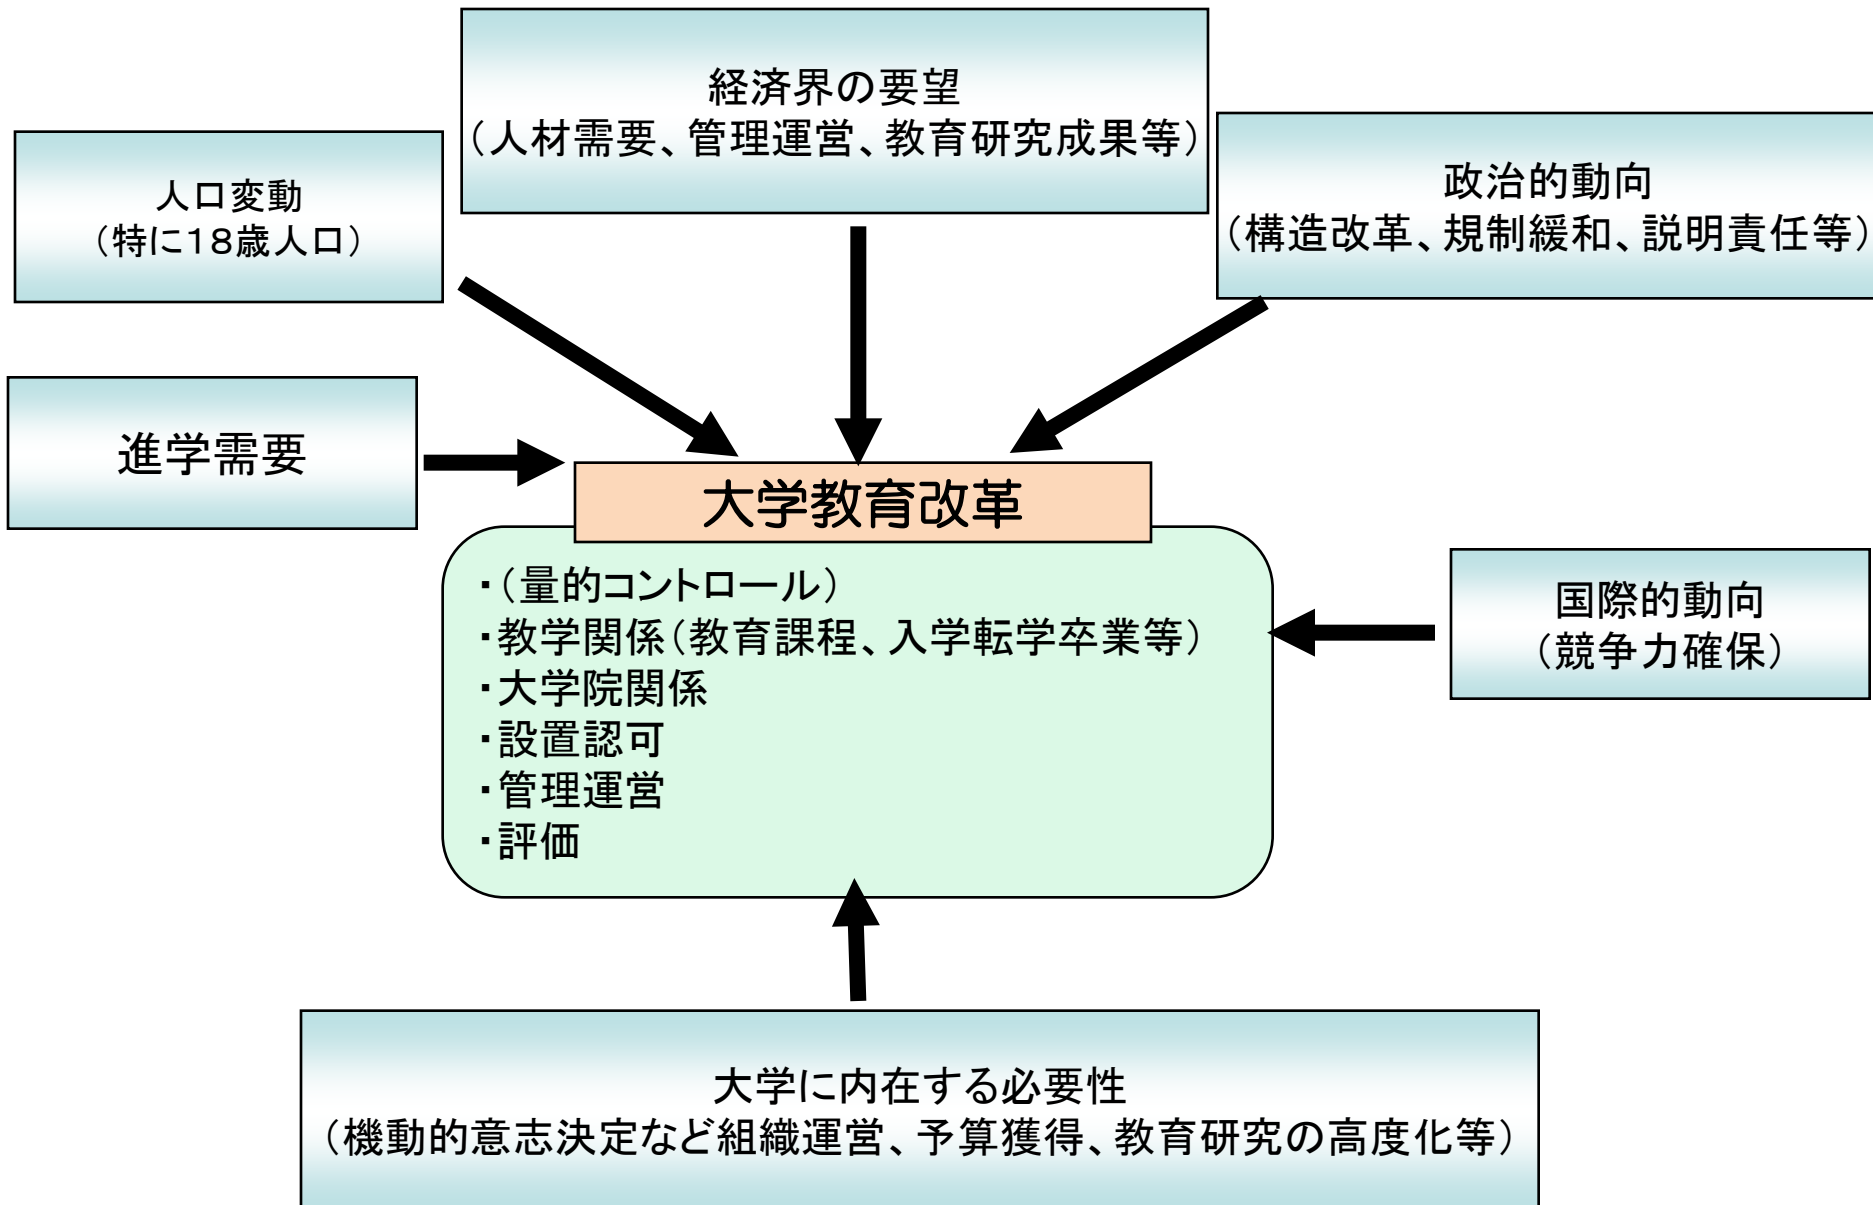 経済界の要望
（人材需要、管理運営、教育研究成果等）
人口変動
（特に１８歳人口）
政治的動向
（構造改革、規制緩和、説明責任等）
進学需要
大学教育改革
・（量的コントロール）
・教学関係（教育課程、入学転学卒業等）
・大学院関係
・設置認可
・管理運営
・評価
国際的動向
（競争力確保）
大学に内在する必要性
（機動的意志決定など組織運営、予算獲得、教育研究の高度化等）